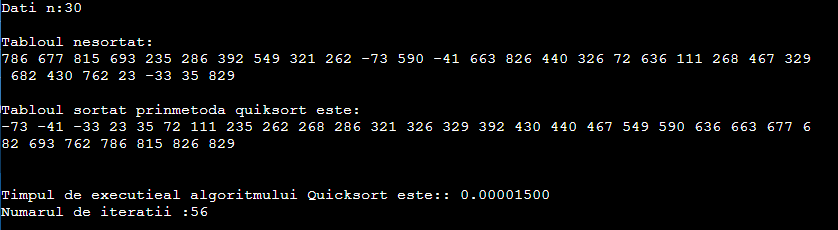 Dati n:30
Tabloul nesortat:
786 677 815 693 235 286 392 549 321 262 -73 590 -41 663 826 440 326 72 636 111 268 467 329
 682 430 762 23 -33 35 829
Tabloul sortat prinmetoda quiksort este:
-73 -41 -33 23 35 72 111 235 262 268 286 321 326 329 392 430 440 467 549 590 636 663 677 6
82 693 762 786 815 826 829
Timpul de executieal algoritmului Quicksort este:: 0.00001500
Numarul de iteratii :56